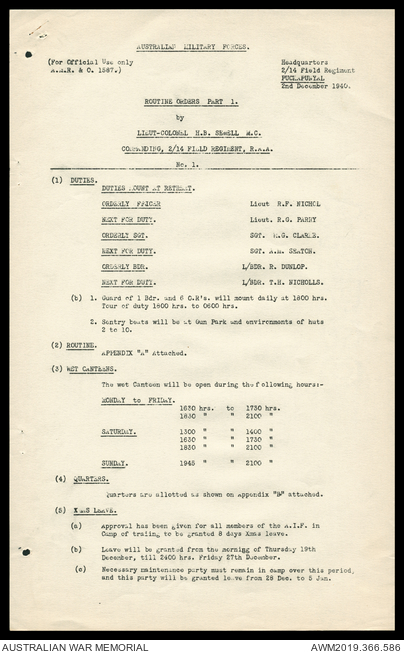 AUSTRALIAN MILITARY FORCES.
(For Official Use only
A.M.R. & O. 1587.)
Headquarters
2/14 Field Regiment
PUCKAPUNYAL
2nd December 1940.
ROUTINE ORDERS PART 1.
by
LIEUT-COLONEL H.B. SEWELL M.C.
COMMANDING, 2/14 FIELD REGIMENT, R.A.A.
No. 1.
(1) DUTIES.
DUTIES MOUNT AT RETREAT.
ORDERLY OFFICER Lieut R.F. NICHOL
NEXT FOR DUTY. Lieut. R.G. PARBY
ORDERLY SGT. SGT. G. CLARKE.
NEXT FOR DUTY. SGT. SEATON.
ORDERLY BDR. L/BDR. R. DUNLOP.
NEXT FOR DUTY. L/BDR. T.H. NICHOLLS.
(b) 1. Guard of 1 Bdr. and 6 O.R's. will mount daily at 1800 hrs.
Tour of duty 1800 hrs. to 0600 hrs.
2. Sentry beats will be at Gun Park and environments of huts
2 to 10.
(2) ROUTINE.
APPENDIX "A" Attached.
(3) WET CANTEENS.
The wet Canteen will be open during the following hours:-
MONDAY to FRIDAY.
1630 hrs. to 1730 hrs.
1830 " " 2100 "
SATURDAY. 1300 " " 1400 "
1630 " " 1730 "
1830 " " 2100 "
SUNDAY. 1945 " " 2100 "
(4) QUARTERS.
Quarters are allotted as shown on Appendix "B" attached.
(5) XMAS LEAVE.
(a) Approval has been given for all members of the A.I.F. in
Camp of traling to be granted 8 days Xmas leave.
(b) Leave will be granted from the morning of Thursday 19th
December, till 2400 hrs. Friday 27th December.
(c) Necessary maintenance party must remain in camp over this period,
and this party will be granted leave from 28 Dec. to 5 Jan.
AUSTRALIAN WAR MEMORIAL
AWM2019.366.586